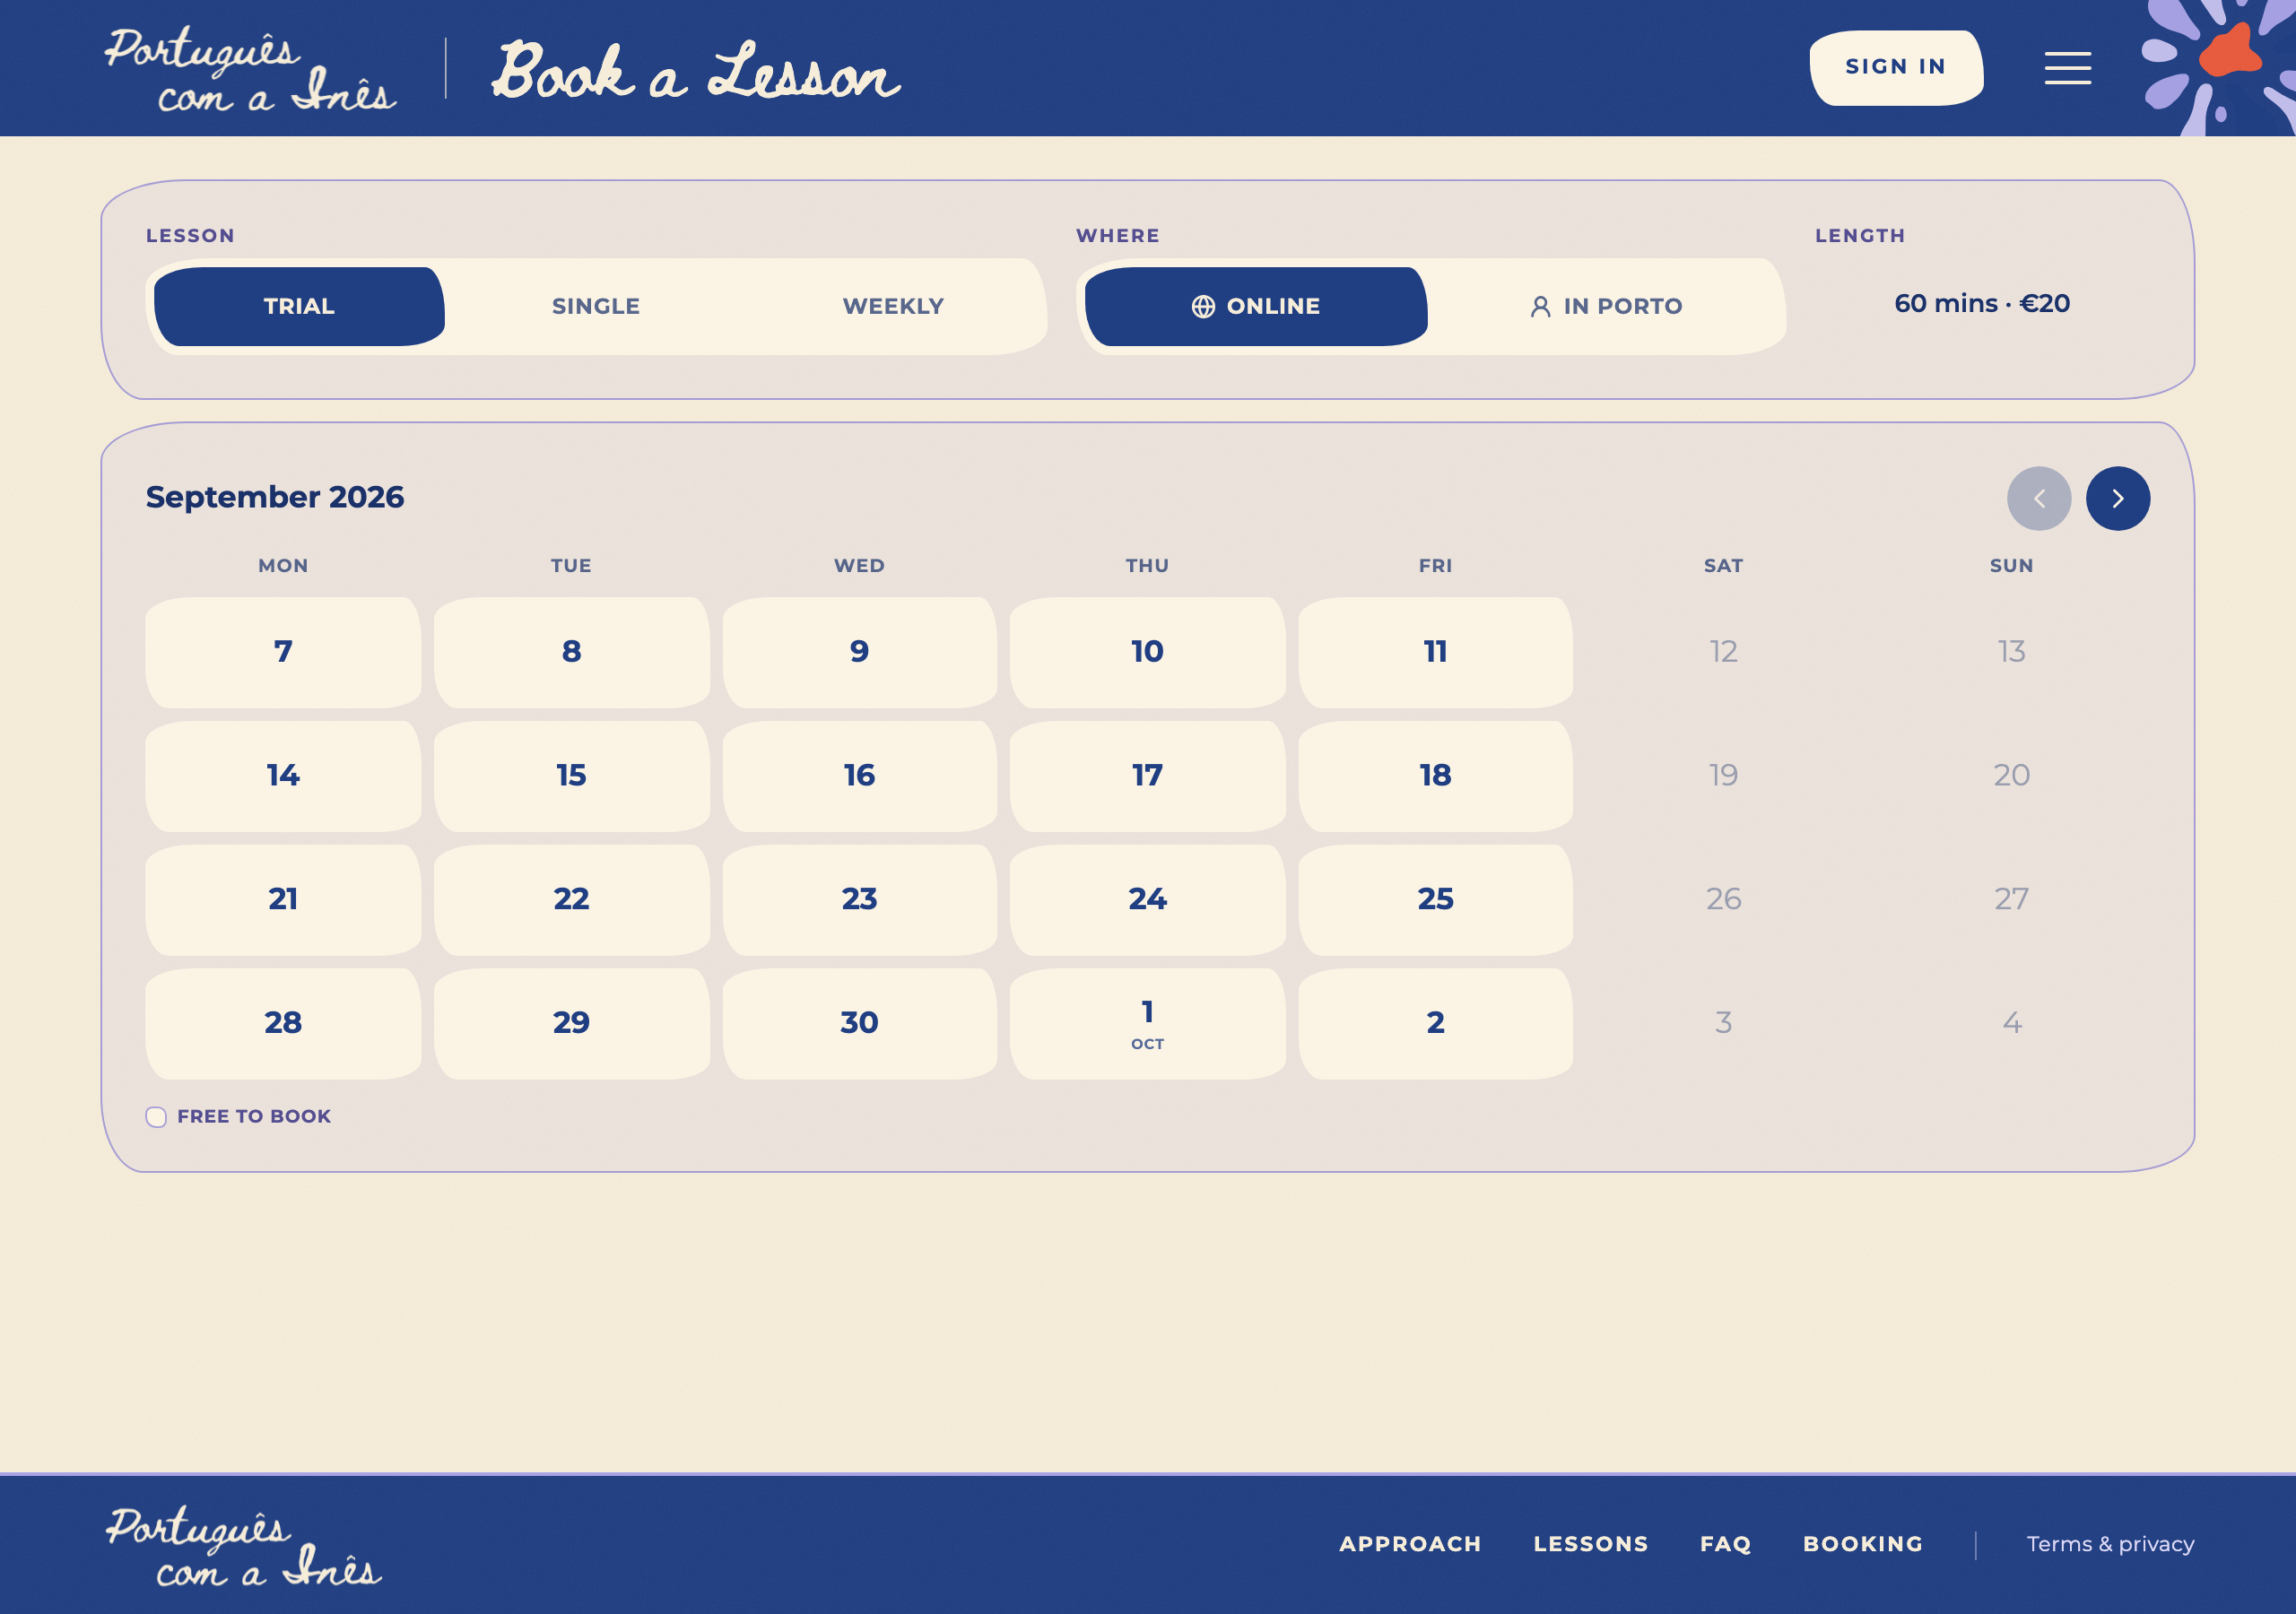 Português
com a Inês
Book a Lesson
SIGN IN
LESSON
TRIAL SINGLE WEEKLY
WHERE
ONLINE IN PORTO
LENGTH
60 mins · €20
September 2026
MON TUE WED THU FRI SAT SUN
7 8 9 10 11 12 13
14 15 16 17 18 19 20
21 22 23 24 25 26 27
28 29 30 1 OCT 2 3 4
FREE TO BOOK
Português
com a Inês
APPROACH LESSONS FAQ BOOKING Terms & privacy